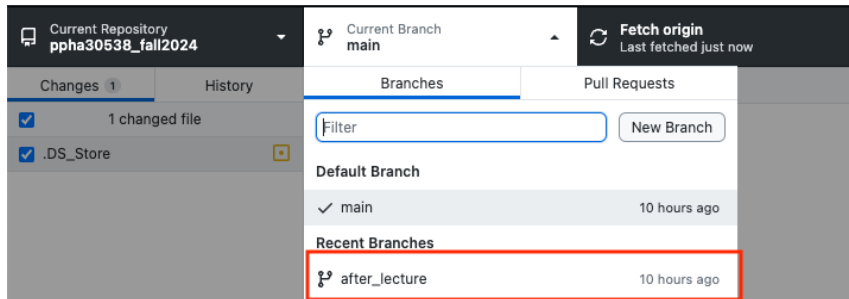 Current Repository
ppha30538_fall2024
Current Branch
main
Fetch origin
Last fetched just now
Changes 1
History
Branches
Pull Requests
1 changed file
Filter
New Branch
.DS_Store
Default Branch
main
10 hours ago
Recent Branches
after_lecture
10 hours ago